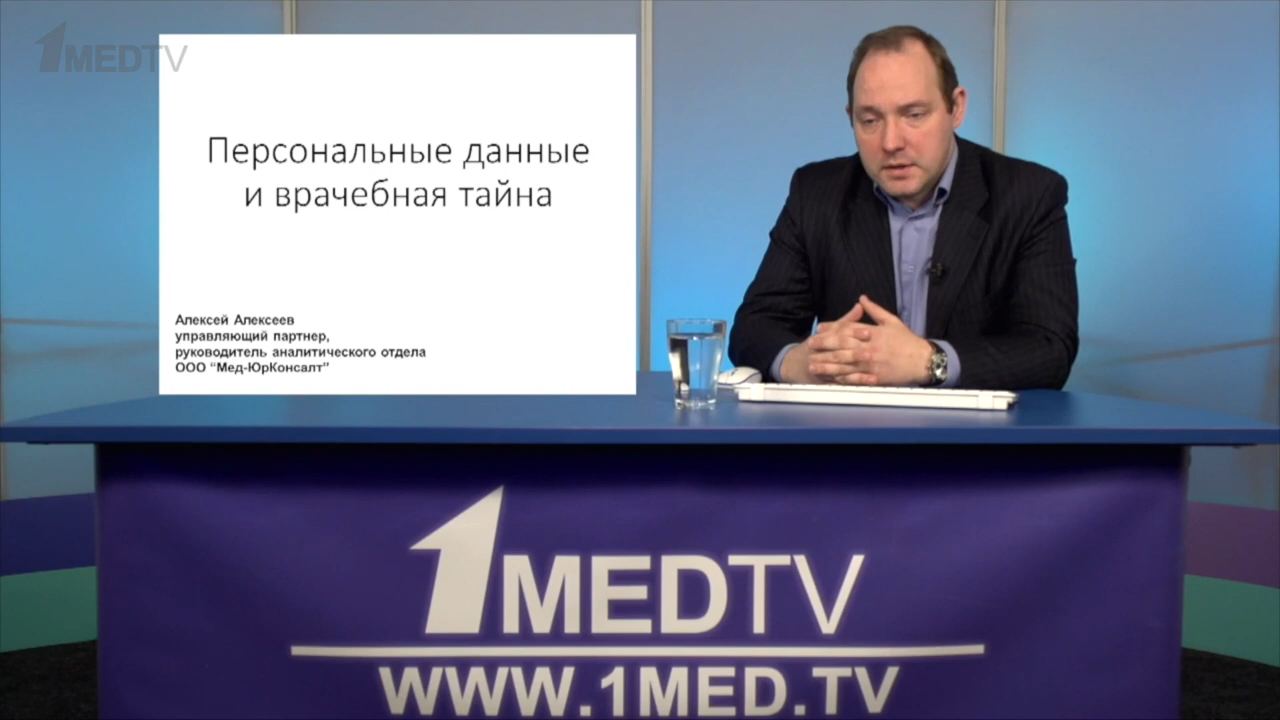 1MEDTV
Персональные данные
и врачебная тайна
Алексей Алексеев
управляющий партнер,
руководитель аналитического отдела
ООО “Мед-ЮрКонсалт”
1MEDTV
WWW.1MED.TV